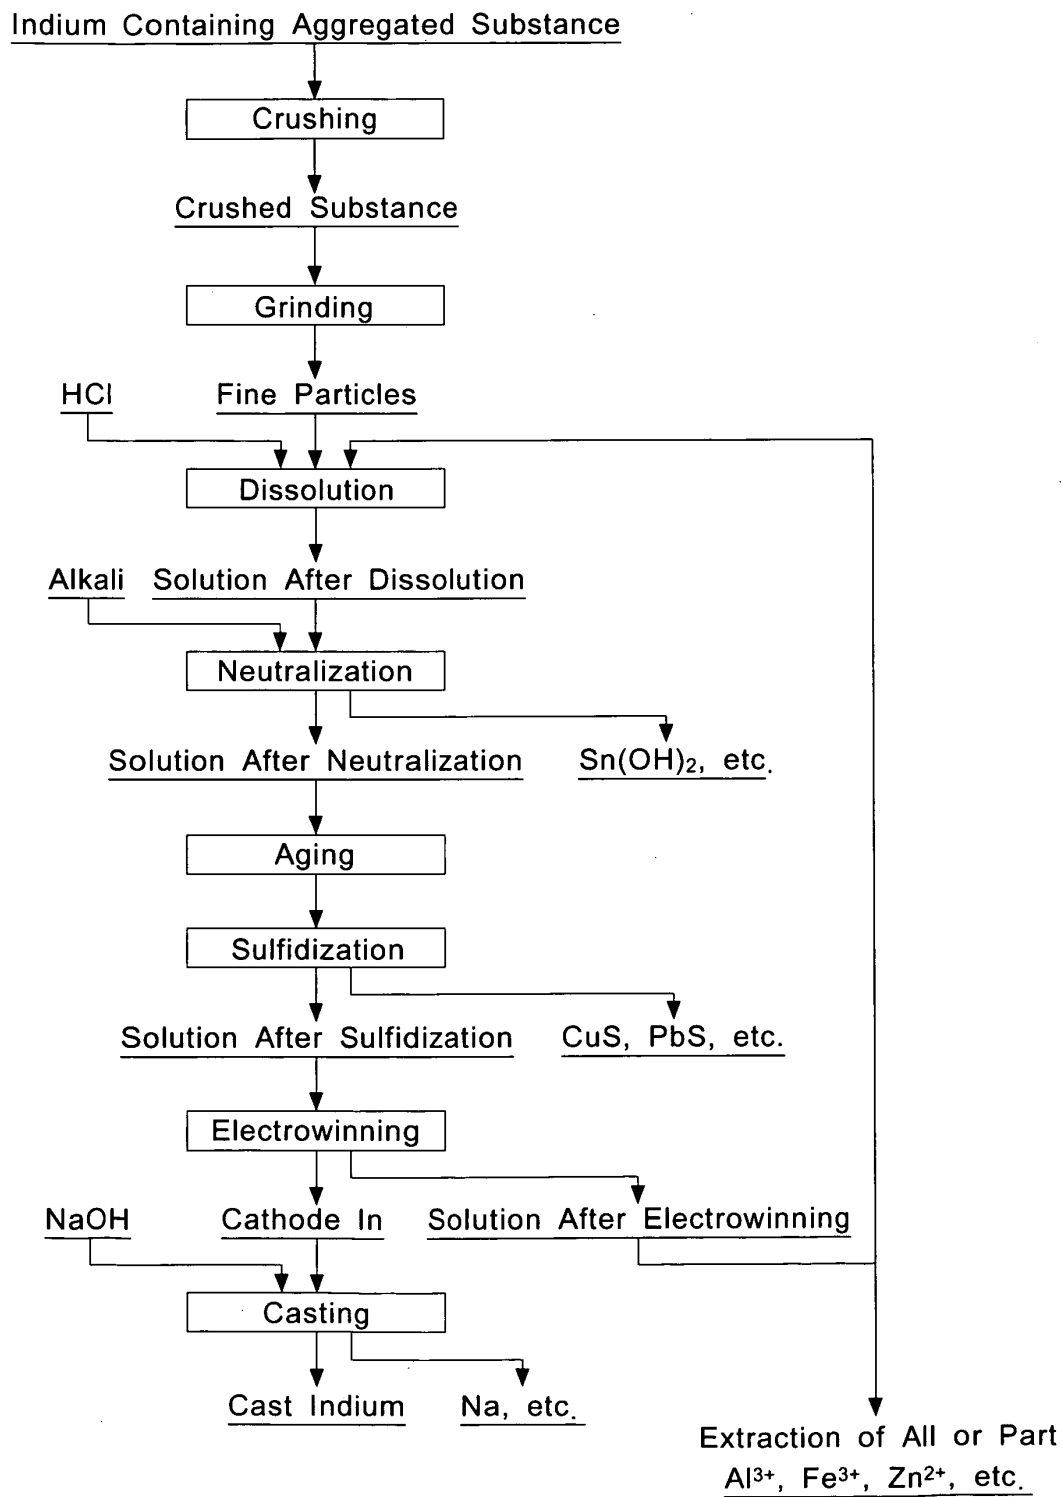 Indium Containing Aggregated Substance
Crushing
Crushed Substance
Grinding
HCl
Fine Particles
Dissolution
Alkali
Solution After Dissolution
Neutralization
Solution After Neutralization
Sn(OH)₂, etc.
Aging
Sulfidization
Solution After Sulfidization
CuS, PbS, etc.
Electrowinning
NaOH
Cathode In
Solution After Electrowinning
Casting
Cast Indium
Na, etc.
Extraction of All or Part
Al³⁺, Fe³⁺, Zn²⁺, etc.